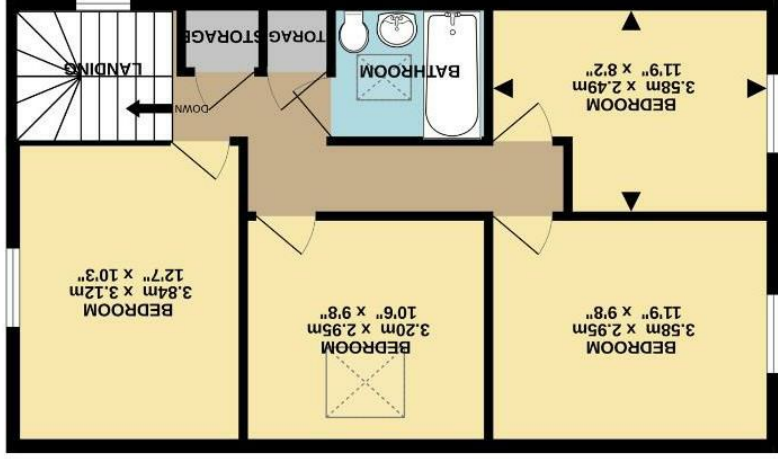 BEDROOM
3.58m x 2.95m
11'9" x 9'8"
BEDROOM
3.20m x 2.95m
10'6" x 9'8"
BEDROOM
3.84m x 3.12m
12'7" x 10'3"
BEDROOM
3.58m x 2.49m
11'9" x 8'2"
DOWN
BATHROOM
LANDING
TORAG
STORAGE